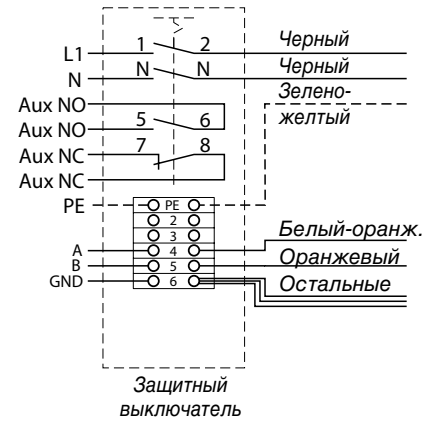 L1 1 2 Черный
N N N Черный
Зелено-
Aux NO
желтый
Aux NO 5 6
Aux NC 7 8
Aux NC
PE PE
2
3
Белый-оранж.
A 4
Оранжевый
B 5
GND 6 Остальные
Защитный
выключатель